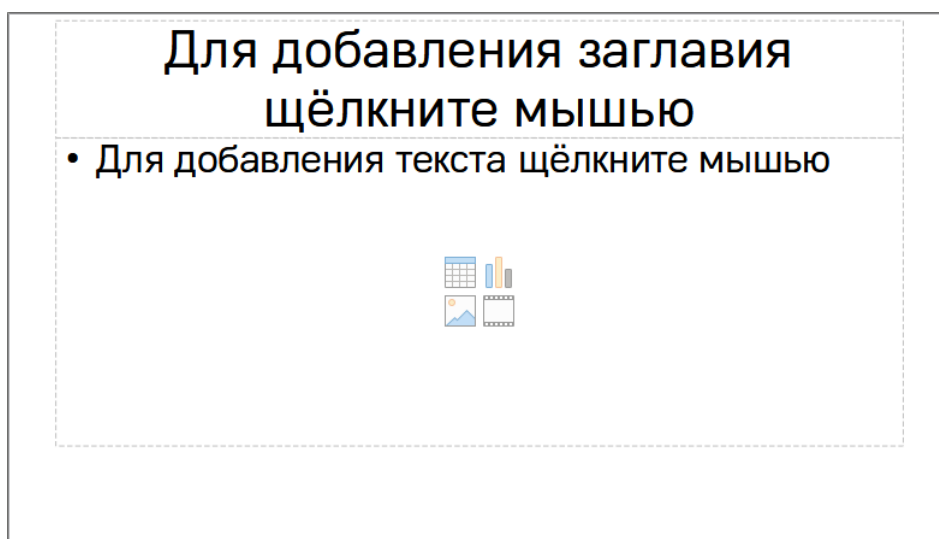 Для добавления заглавия
щёлкните мышью
• Для добавления текста щёлкните мышью